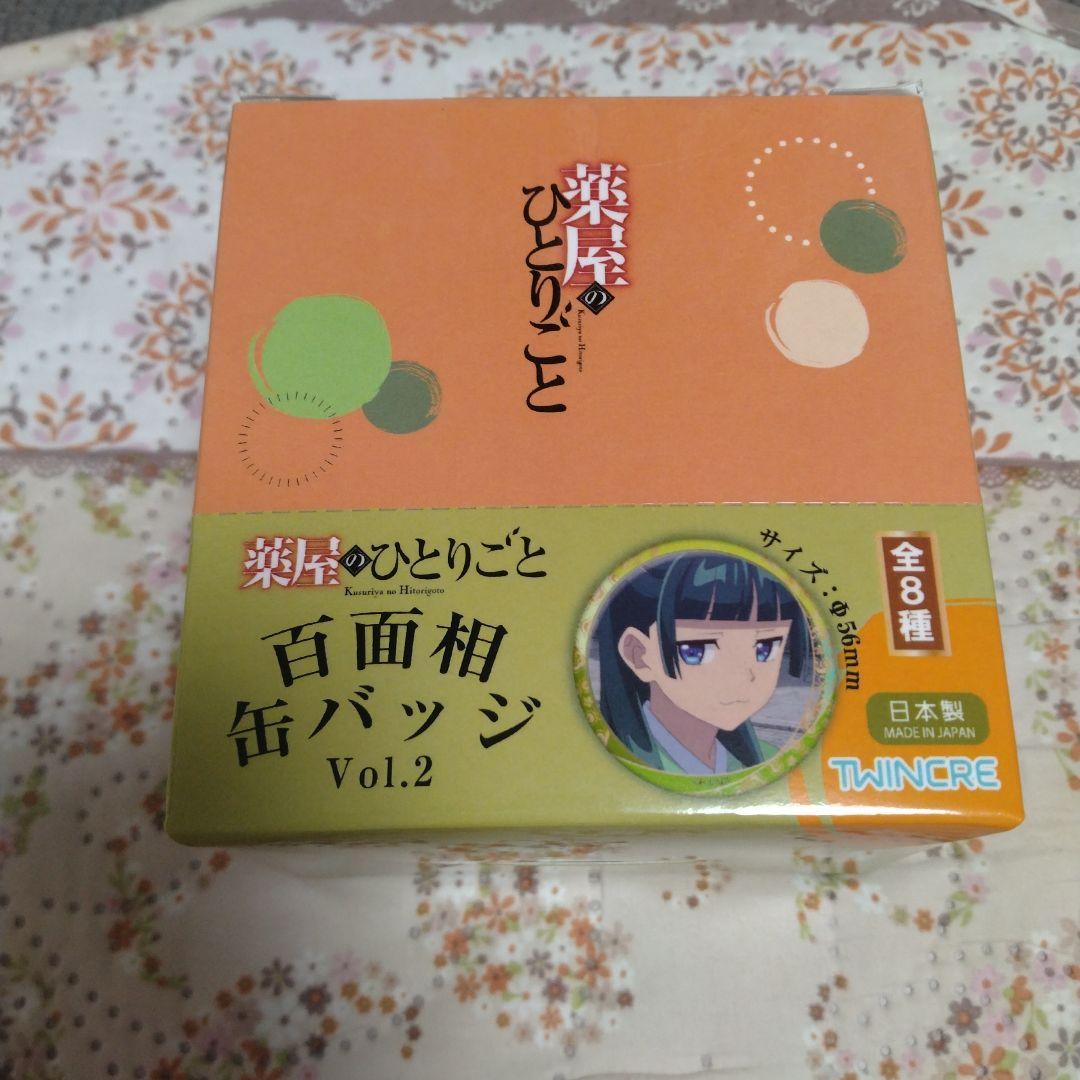 薬屋の
ひとりごと
Kusuriya no Hitorigoto
薬屋のひとりごと
Kusuriya no Hitorigoto
百面相
缶バッジ
Vol.2
サイズ：Φ56mm
全8種
日本製
MADE IN JAPAN
TWINCRE